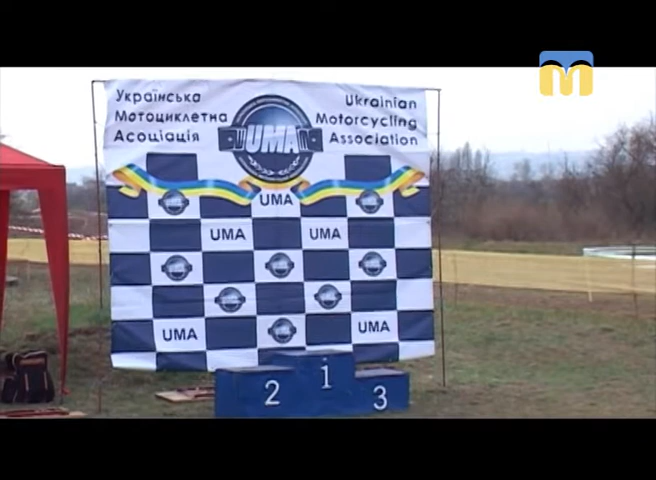 Українська
Мотоциклетна
Асоціація
Ukrainian
Motorcycling
Association
UMA
UMA
UMA
UMA
UMA
UMA
2
1
3